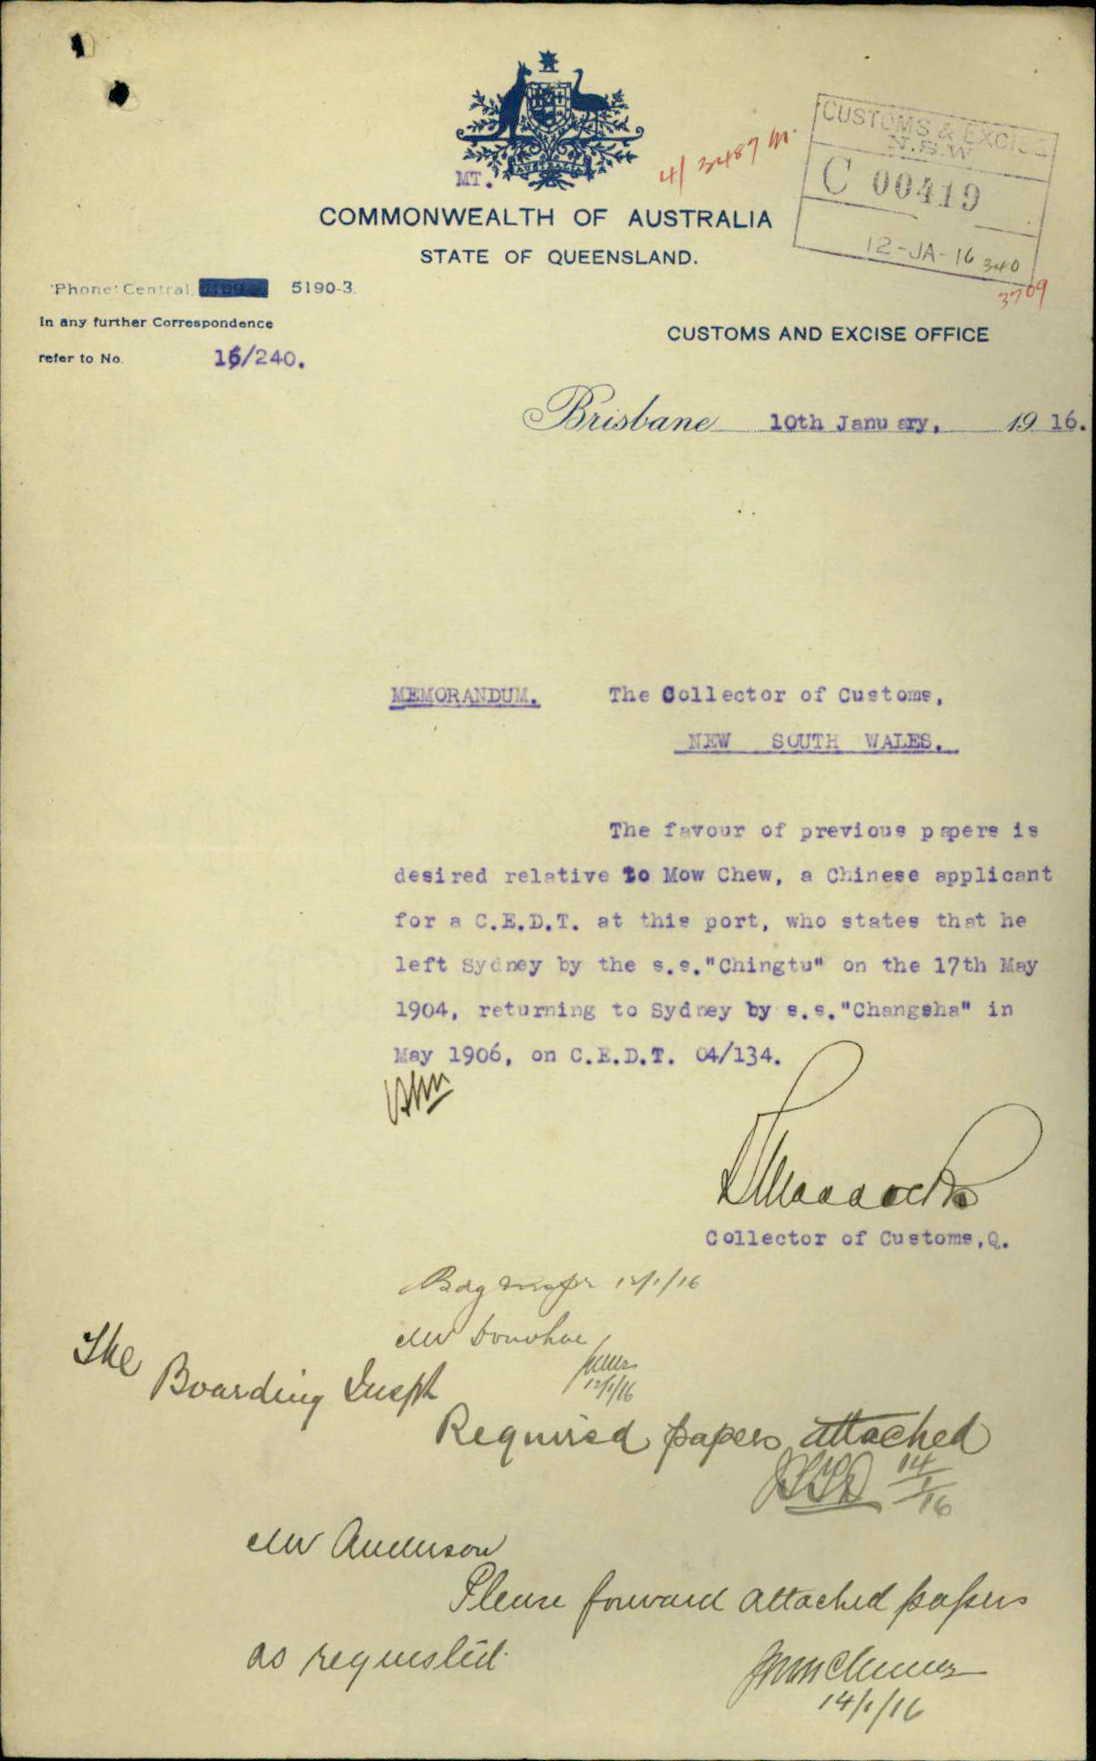 AUSTRALIA
MT.
4/3487 M.
CUSTOMS & EXCISE
N.S.W
C 00419
12-JA-16 340
3709
COMMONWEALTH OF AUSTRALIA
STATE OF QUEENSLAND.
'Phone: Central, 5190-3.
In any further Correspondence
refer to No. 16/240.
CUSTOMS AND EXCISE OFFICE
Brisbane 10th January, 1916.
MEMORANDUM. The Collector of Customs,
NEW SOUTH WALES.
The favour of previous papers is
desired relative to Mow Chew, a Chinese applicant
for a C.E.D.T. at this port, who states that he
left Sydney by the s.s."Chingtu" on the 17th May
1904, returning to Sydney by s.s."Changsha" in
May 1906, on C.E.D.T. 04/134.
Collector of Customs,Q.
Bdg Inspr 12/1/16
Mr Donohue
12/1/16
The
Boarding Inspr
Required papers attached
14/1/16
Mr Anderson
Please forward attached papers
as requested.
14/1/16